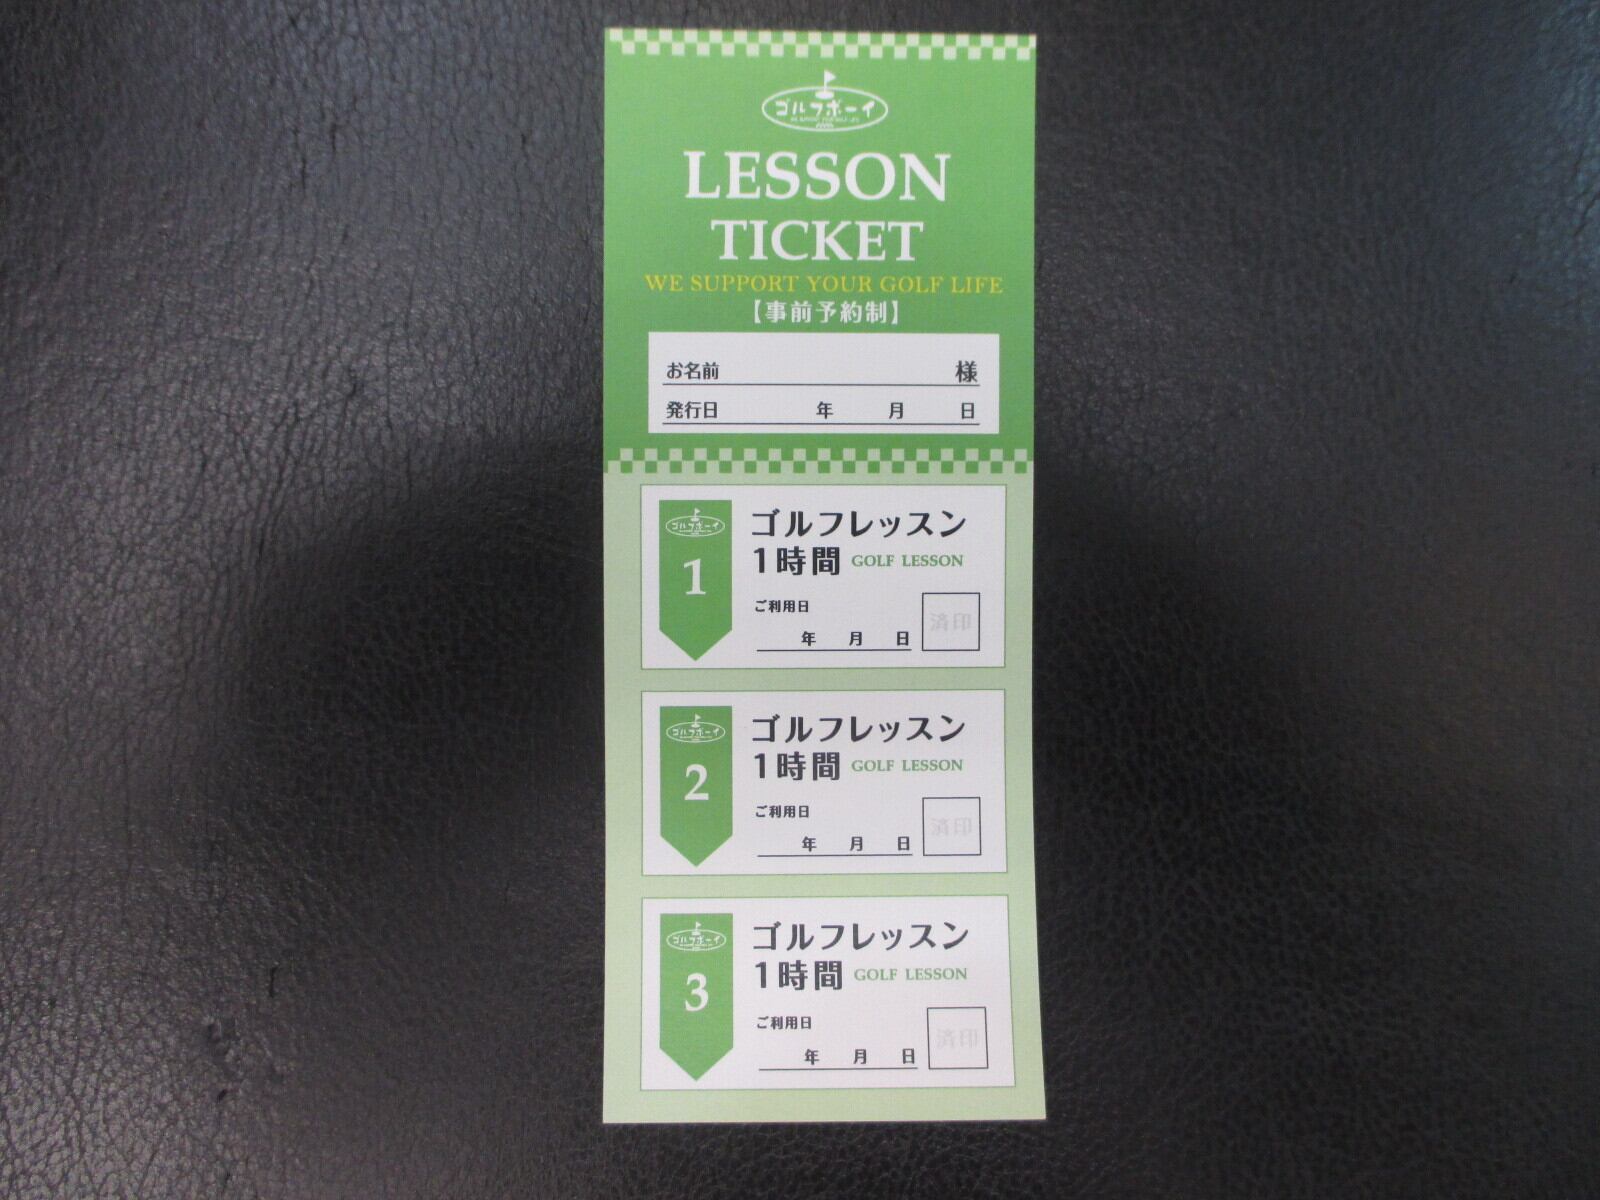 ゴルフボーイ
LESSON
TICKET
WE SUPPORT YOUR GOLF LIFE
【事前予約制】
お名前 様
発行日 年 月 日
ゴルフボーイ
1
ゴルフレッスン
1時間 GOLF LESSON
ご利用日
年 月 日
済印
ゴルフボーイ
2
ゴルフレッスン
1時間 GOLF LESSON
ご利用日
年 月 日
済印
ゴルフボーイ
3
ゴルフレッスン
1時間 GOLF LESSON
ご利用日
年 月 日
済印